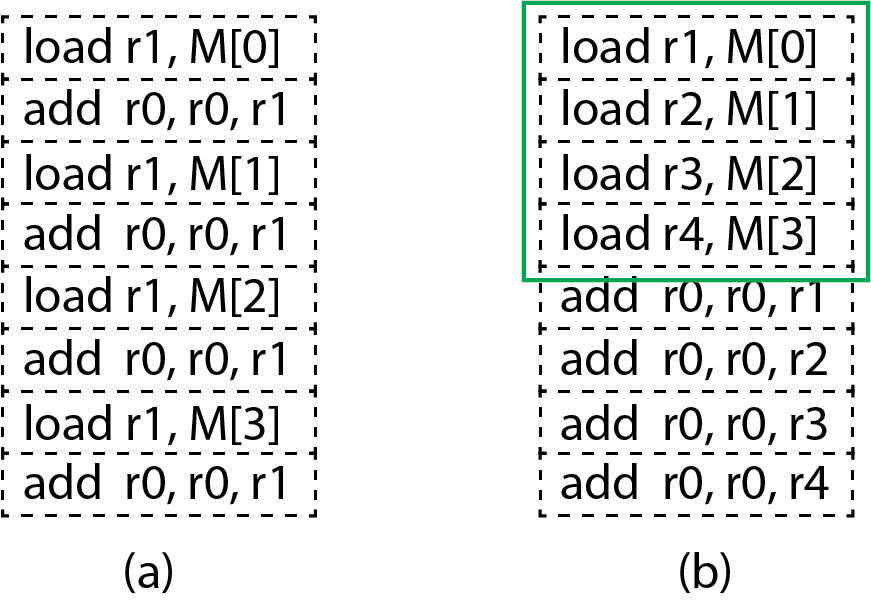 load r1, M[0]
add r0, r0, r1
load r1, M[1]
add r0, r0, r1
load r1, M[2]
add r0, r0, r1
load r1, M[3]
add r0, r0, r1
(a)
load r1, M[0]
load r2, M[1]
load r3, M[2]
load r4, M[3]
add r0, r0, r1
add r0, r0, r2
add r0, r0, r3
add r0, r0, r4
(b)